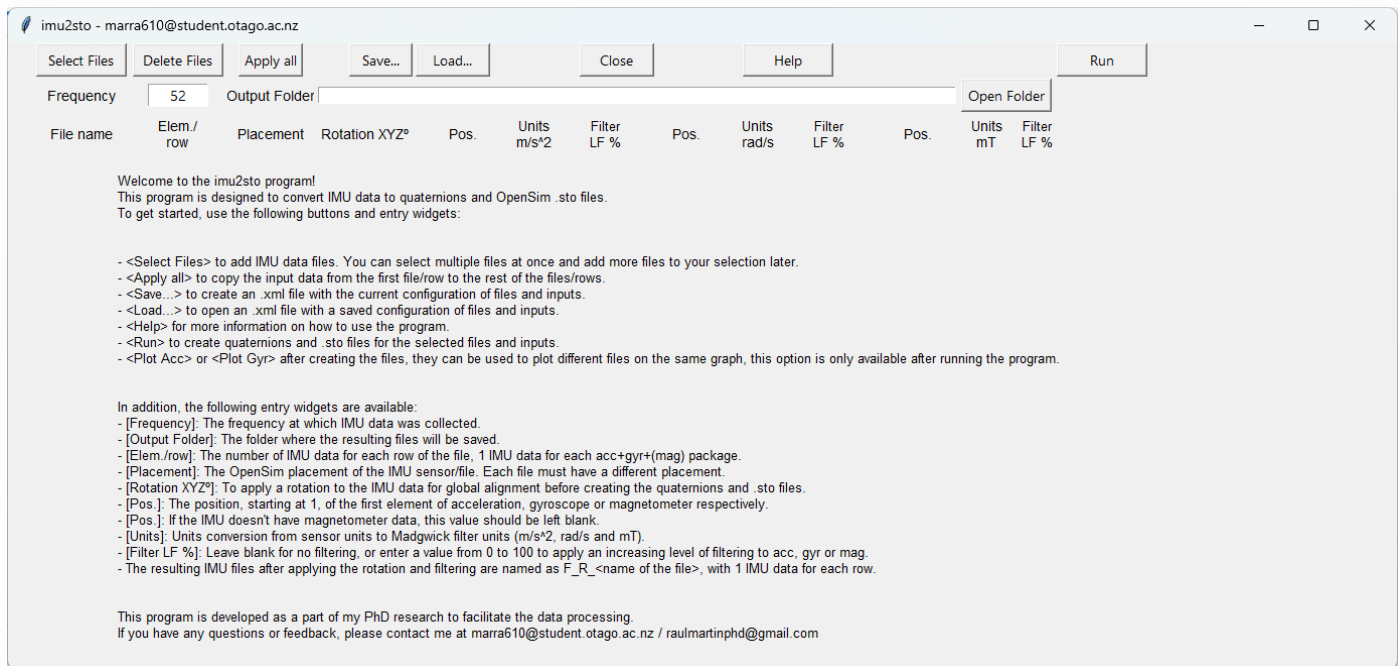 imu2sto - marra610@student.otago.ac.nz
Select Files Delete Files Apply all Save... Load... Close Help Run
Frequency 52 Output Folder Open Folder
File name Elem./ row Placement Rotation XYZº Pos. Units m/s^2 Filter LF % Pos. Units rad/s Filter LF % Pos. Units mT Filter LF %
Welcome to the imu2sto program!
This program is designed to convert IMU data to quaternions and OpenSim .sto files.
To get started, use the following buttons and entry widgets:
- <Select Files> to add IMU data files. You can select multiple files at once and add more files to your selection later.
- <Apply all> to copy the input data from the first file/row to the rest of the files/rows.
- <Save...> to create an .xml file with the current configuration of files and inputs.
- <Load...> to open an .xml file with a saved configuration of files and inputs.
- <Help> for more information on how to use the program.
- <Run> to create quaternions and .sto files for the selected files and inputs.
- <Plot Acc> or <Plot Gyr> after creating the files, they can be used to plot different files on the same graph, this option is only available after running the program.
In addition, the following entry widgets are available:
- [Frequency]: The frequency at which IMU data was collected.
- [Output Folder]: The folder where the resulting files will be saved.
- [Elem./row]: The number of IMU data for each row of the file, 1 IMU data for each acc+gyr+(mag) package.
- [Placement]: The OpenSim placement of the IMU sensor/file. Each file must have a different placement.
- [Rotation XYZº]: To apply a rotation to the IMU data for global alignment before creating the quaternions and .sto files.
- [Pos.]: The position, starting at 1, of the first element of acceleration, gyroscope or magnetometer respectively.
- [Pos.]: If the IMU doesn't have magnetometer data, this value should be left blank.
- [Units]: Units conversion from sensor units to Madgwick filter units (m/s^2, rad/s and mT).
- [Filter LF %]: Leave blank for no filtering, or enter a value from 0 to 100 to apply an increasing level of filtering to acc, gyr or mag.
- The resulting IMU files after applying the rotation and filtering are named as F_R_<name of the file>, with 1 IMU data for each row.
This program is developed as a part of my PhD research to facilitate the data processing.
If you have any questions or feedback, please contact me at marra610@student.otago.ac.nz / raulmartinphd@gmail.com